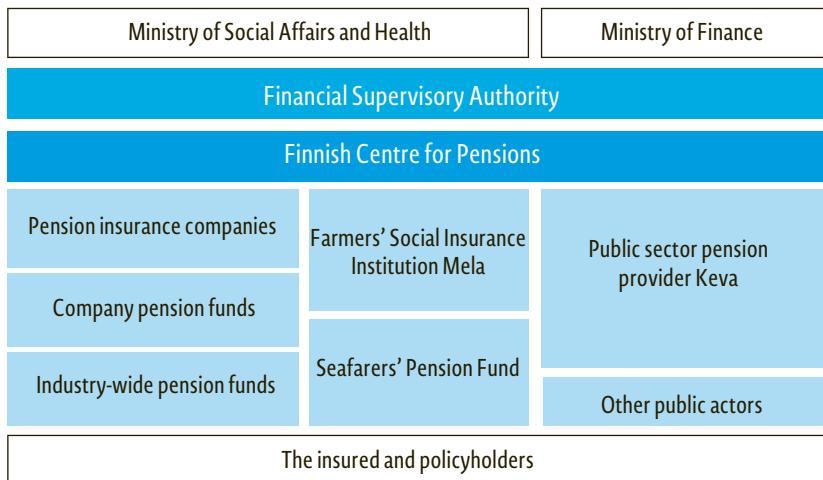 Ministry of Social Affairs and Health
Ministry of Finance
Financial Supervisory Authority
Finnish Centre for Pensions
Pension insurance companies
Company pension funds
Industry-wide pension funds
Farmers’ Social Insurance
Institution Mela
Seafarers’ Pension Fund
Public sector pension
provider Keva
Other public actors
The insured and policyholders